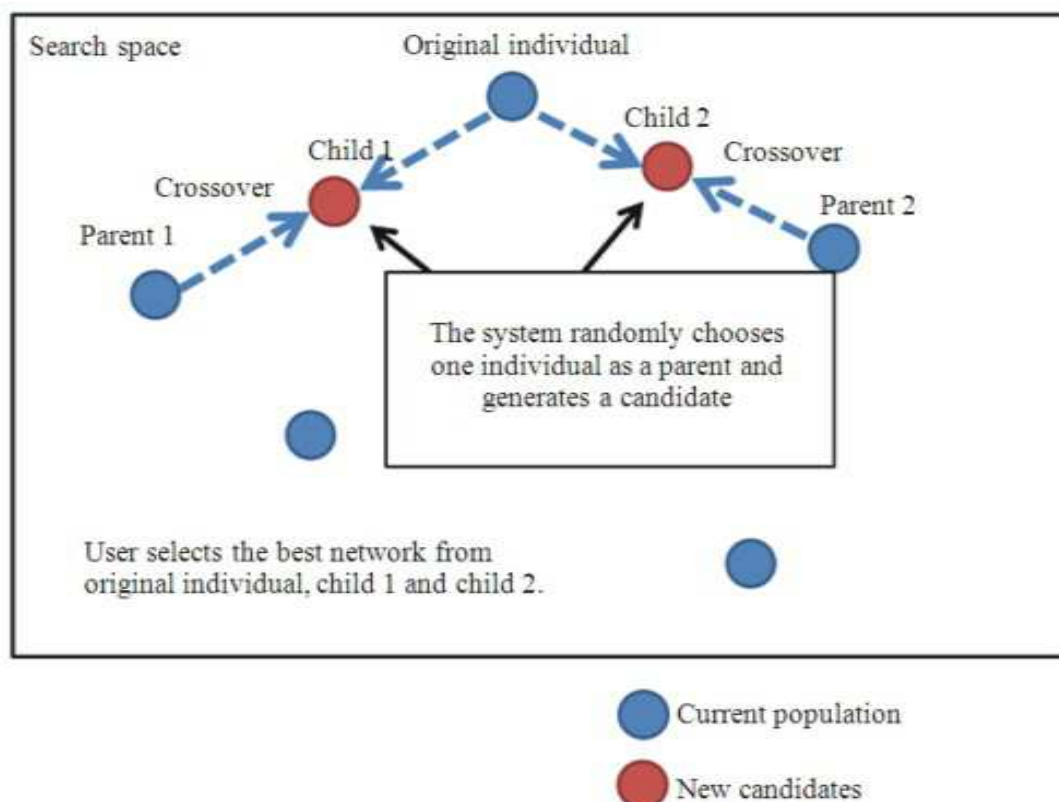 Search space
Original individual
Child 1
Child 2
Crossover
Crossover
Parent 1
Parent 2
The system randomly chooses
one individual as a parent and
generates a candidate
User selects the best network from
original individual, child 1 and child 2.
Current population
New candidates